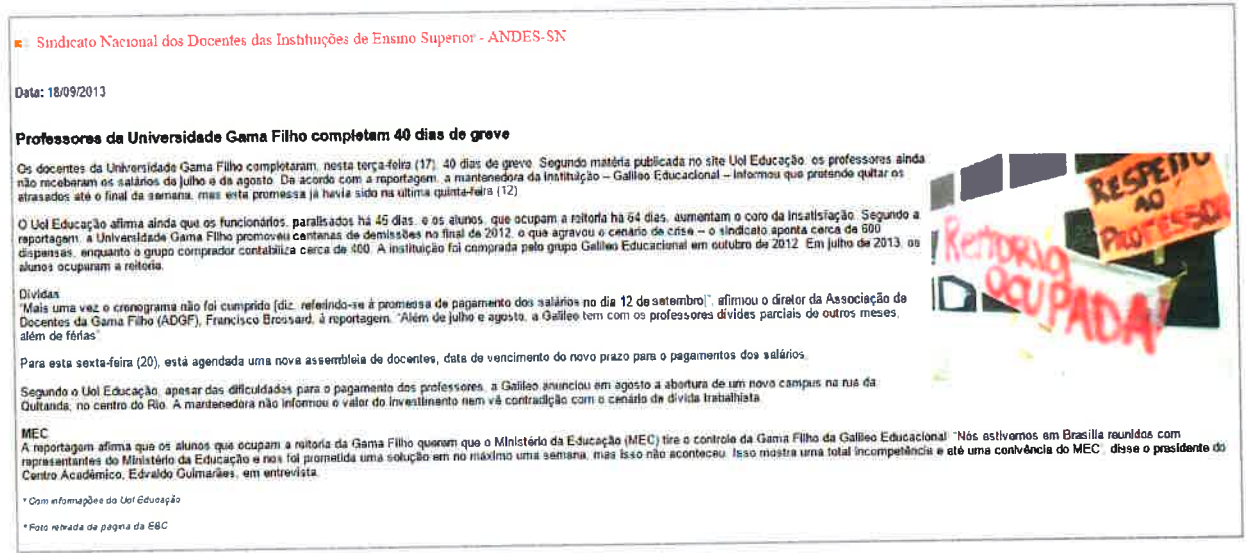 Sindicato Nacional dos Docentes das Instituições de Ensino Superior - ANDES-SN
Data: 18/09/2013
Professores da Universidade Gama Filho completam 40 dias de greve
Os docentes da Universidade Gama Filho completaram, nesta terça-feira (17), 40 dias de greve. Segundo matéria publicada no site Uol Educação, os professores ainda
não receberam os salários de julho e de agosto. De acordo com a reportagem, a mantenedora da instituição – Galileo Educacional – informou que pretende quitar os
atrasados até o final da semana, mas esta promessa já havia sido na última quinta-feira (12).
O Uol Educação afirma ainda que os funcionários, paralisados há 46 dias, e os alunos, que ocupam a reitoria há 64 dias, aumentam o coro da insatisfação. Segundo a
reportagem, a Universidade Gama Filho promoveu centenas de demissões no final de 2012, o que agravou o cenário de crise – o sindicato aponta cerca de 600
dispensas, enquanto o grupo comprador contabiliza cerca de 400. A instituição foi comprada pelo grupo Galileo Educacional em outubro de 2012. Em julho de 2013, os
alunos ocuparam a reitoria.
Dívidas
"Mais uma vez o cronograma não foi cumprido [diz, referindo-se à promessa de pagamento dos salários no dia 12 de setembro]", afirmou o diretor da Associação de
Docentes da Gama Filho (ADGF), Francisco Bressard, à reportagem. "Além de julho e agosto, a Galileo tem com os professores dívidas parciais de outros meses,
além de férias"
Para esta sexta-feira (20), está agendada uma nova assembleia de docentes, data de vencimento do novo prazo para o pagamentos dos salários.
Segundo o Uol Educação, apesar das dificuldades para o pagamento dos professores, a Galileo anunciou em agosto a abertura de um novo campus na rua da
Quitanda, no centro do Rio. A mantenedora não informou o valor do investimento nem vê contradição com o cenário de dívida trabalhista.
MEC
A reportagem afirma que os alunos que ocupam a reitoria da Gama Filho querem que o Ministério da Educação (MEC) tire o controle da Gama Filho da Galileo Educacional. "Nós estivemos em Brasília reunidos com
representantes do Ministério da Educação e nos foi prometida uma solução em no máximo uma semana, mas isso não aconteceu. Isso mostra uma total incompetência e até uma conivência do MEC", disse o presidente do
Centro Acadêmico, Edvaldo Guimarães, em entrevista.
* Com informações do Uol Educação
* Foto retirada da página da EBC
RESPEITO
AO
PROFESSOR
REITORIA
OCUPADA!